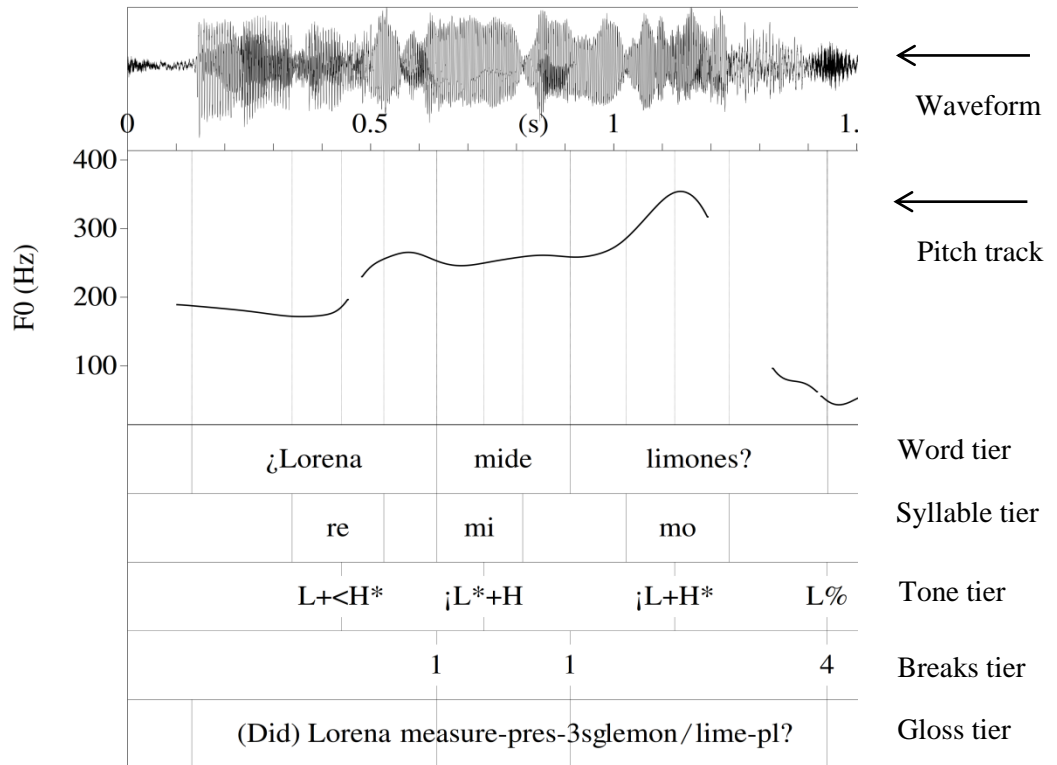 0 0.5 (s) 1 1.
Waveform
400
300
200
100
F0 (Hz)
Pitch track
¿Lorena mide limones?
Word tier
re mi mo
Syllable tier
L+<H* ¡L*+H ¡L+H* L%
Tone tier
1 1 4
Breaks tier
(Did) Lorena measure-pres-3sglemon/lime-pl?
Gloss tier